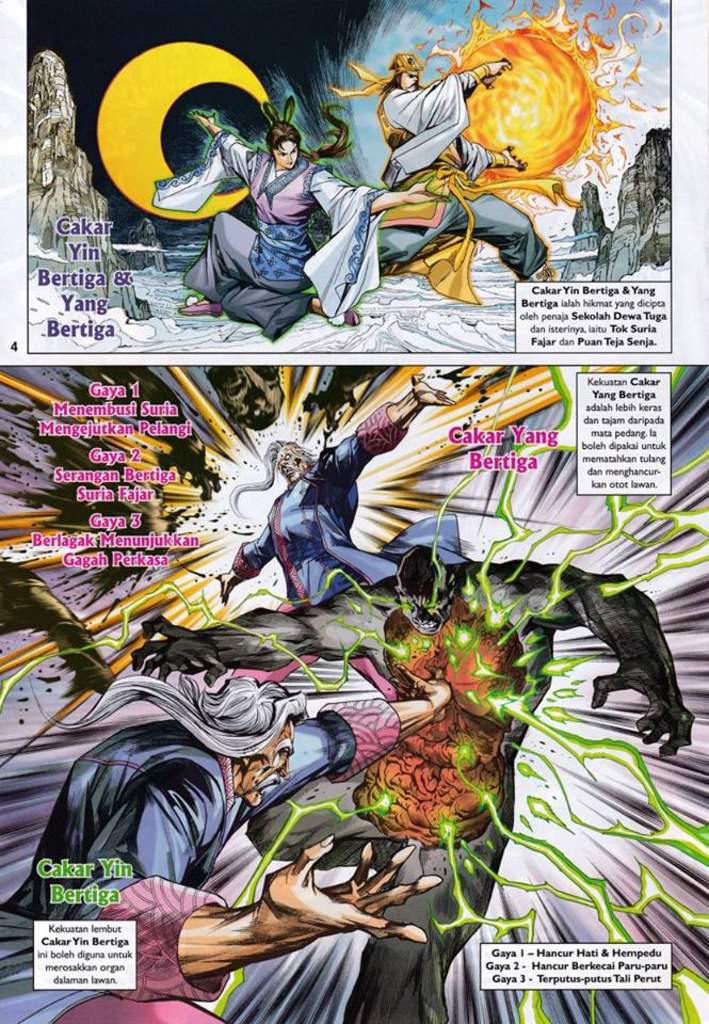 Cakar
Yin
Bertiga &
Yang
Bertiga
Cakar Yin Bertiga & Yang
Bertiga ialah hikmat yang dicipta
oleh penaja Sekolah Dewa Tuga
dan isterinya, iaitu Tok Suria
Fajar dan Puan Teja Senja.
4
Gaya 1
Menembusi Suria
Mengejutkan Pelangi
Gaya 2
Serangan Bertiga
Suria Fajar
Gaya 3
Berlagak Menunjukkan
Gagah Perkasa
Cakar Yang
Bertiga
Kekuatan Cakar
Yang Bertiga
adalah lebih keras
dan tajam daripada
mata pedang. Ia
boleh dipakai untuk
mematahkan tulang
dan menghancur-
kan otot lawan.
Cakar Yin
Bertiga
Kekuatan lembut
Cakar Yin Bertiga
ini boleh diguna untuk
merosakkan organ
dalaman lawan.
Gaya 1 – Hancur Hati & Hempedu
Gaya 2 - Hancur Berkecai Paru-paru
Gaya 3 - Terputus-putus Tali Perut